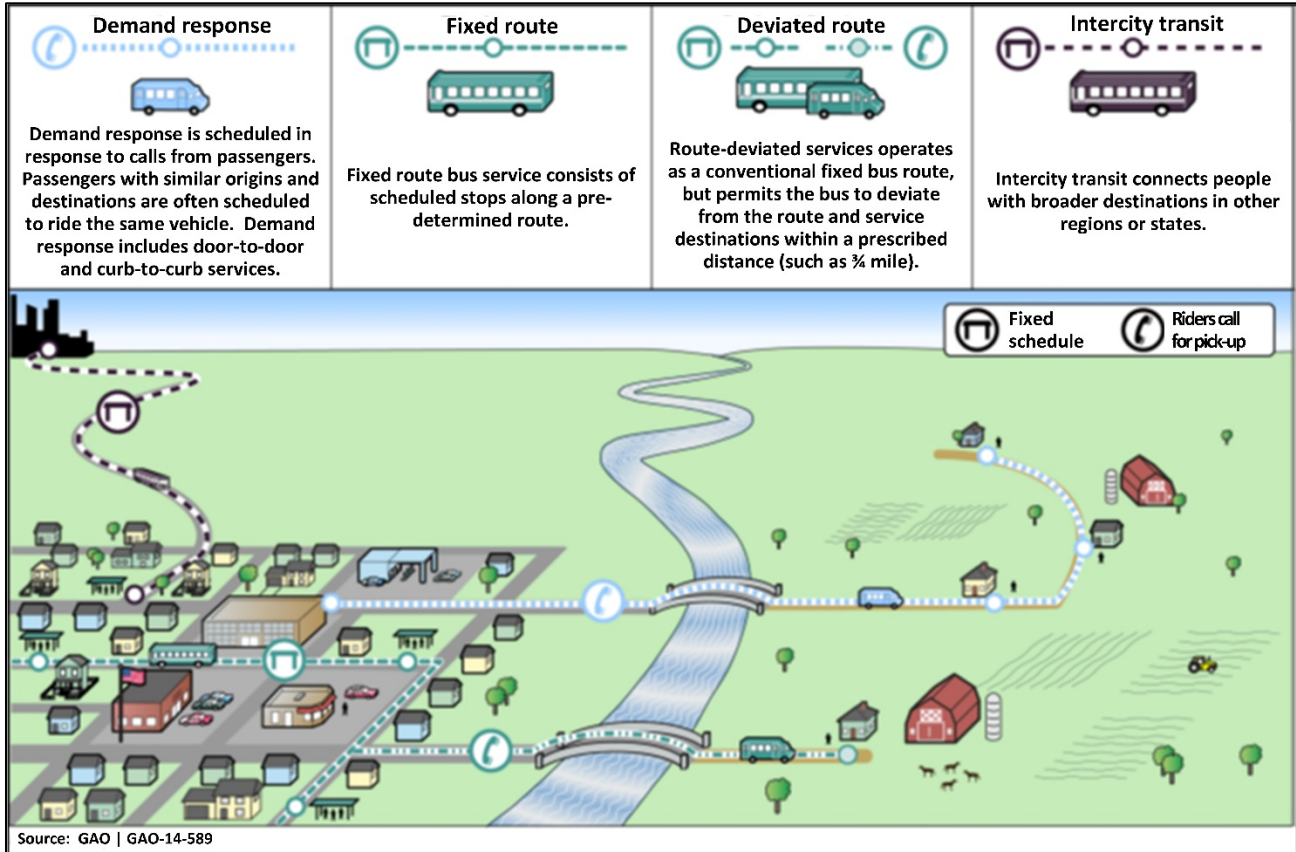 Demand response
Demand response is scheduled in
response to calls from passengers.
Passengers with similar origins and
destinations are often scheduled
to ride the same vehicle.  Demand
response includes door-to-door
and curb-to-curb services.
Fixed route
Fixed route bus service consists of
scheduled stops along a pre-
determined route.
Deviated route
Route-deviated services operates
as a conventional fixed bus route,
but permits the bus to deviate
from the route and service
destinations within a prescribed
distance (such as ¾ mile).
Intercity transit
Intercity transit connects people
with broader destinations in other
regions or states.
Fixed
schedule
Riders call
for pick-up
Source:  GAO | GAO-14-589